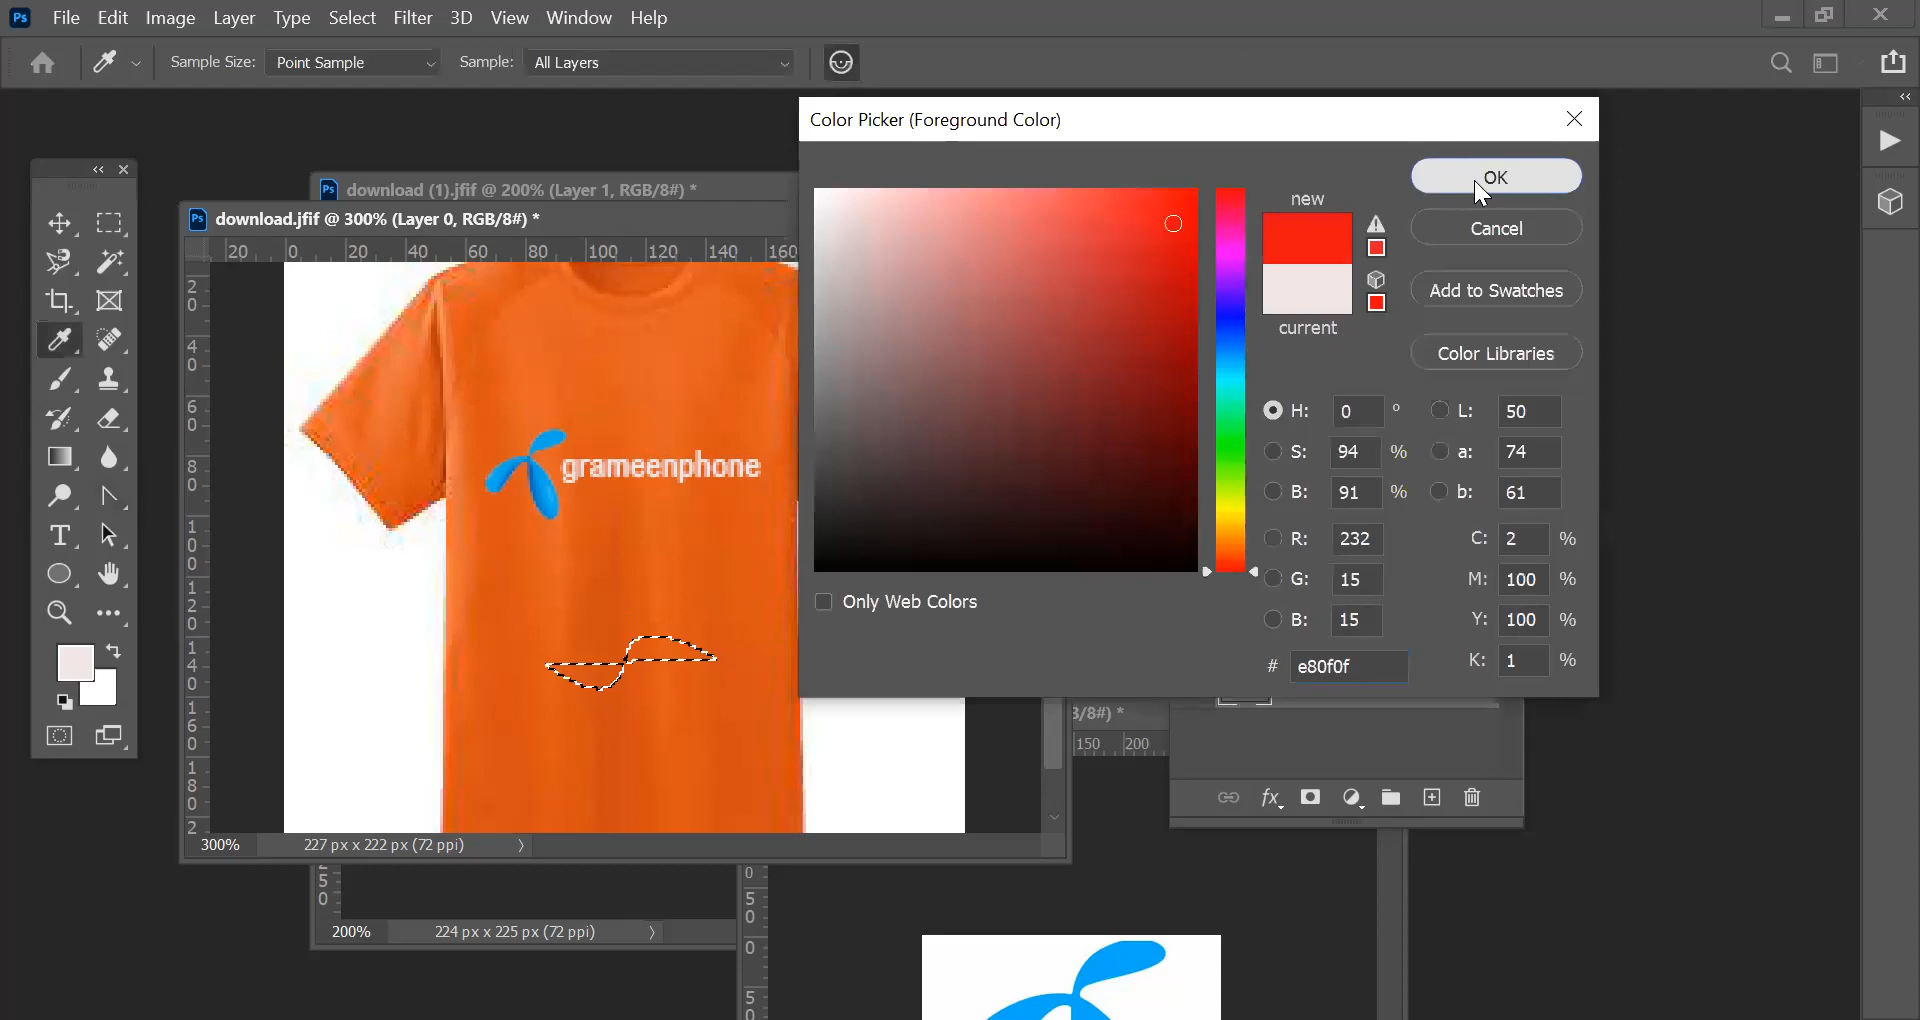 Ps File Edit Image Layer Type Select Filter 3D View Window Help
Sample Size: Point Sample Sample: All Layers
Color Picker (Foreground Color)
Ps download (1).jfif @ 200% (Layer 1, RGB/8#) *
Ps download.jfif @ 300% (Layer 0, RGB/8#) *
20 0 20 40 60 80 100 120 140 160
2 0
4 0
6 0
8 0
1 0 0
1 2 0
1 4 0
1 6 0
1 8 0
2
grameenphone
T
new
current
OK
Cancel
Add to Swatches
Color Libraries
H: 0 ° L: 50
S: 94 % a: 74
B: 91 % b: 61
R: 232 C: 2 %
G: 15 M: 100 %
B: 15 Y: 100 %
# e80f0f K: 1 %
Only Web Colors
B/8#) *
150 200
fx
300% 227 px x 222 px (72 ppi)
5 0
200% 224 px x 225 px (72 ppi)
0
5 0
0
5 0